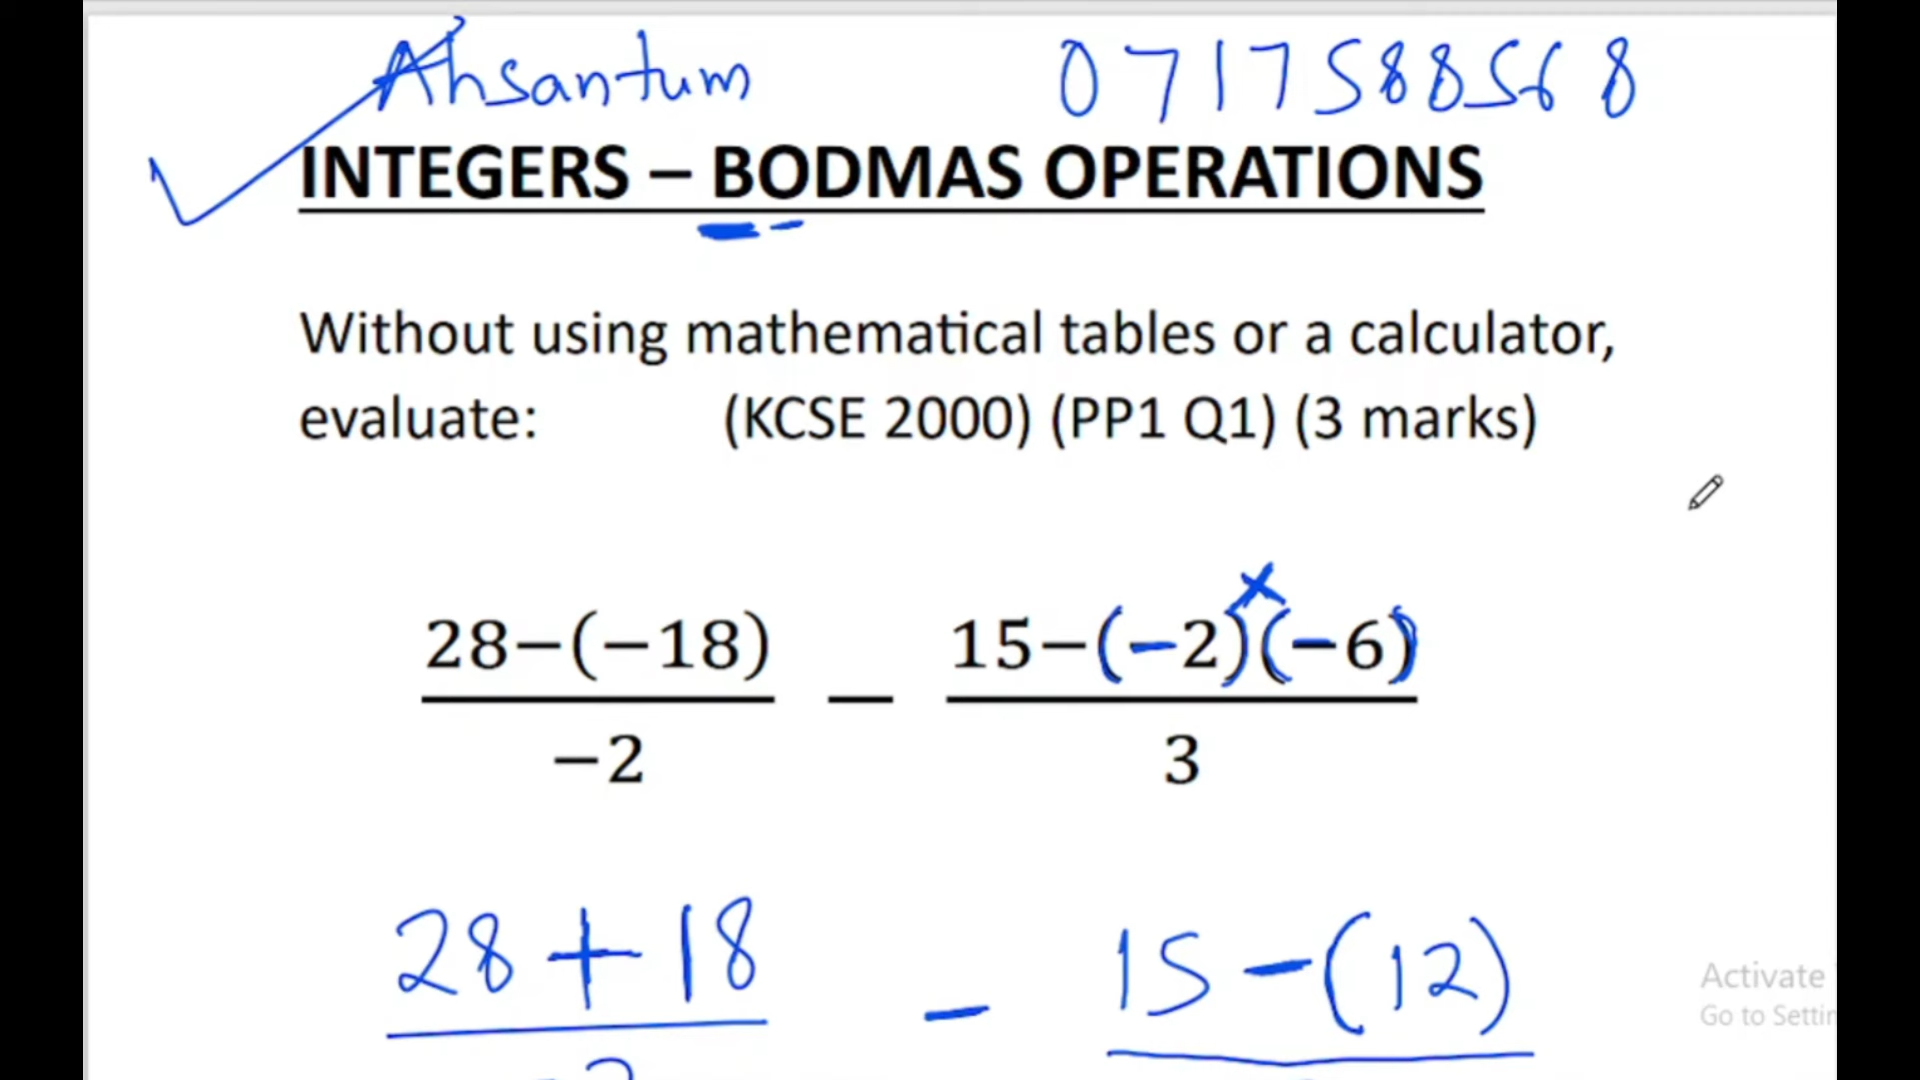 Ahsantum 0717588568
INTEGERS – BODMAS OPERATIONS
Without using mathematical tables or a calculator,
evaluate: (KCSE 2000) (PP1 Q1) (3 marks)
×
28−(−18) − 15−(−2)(−6)
−2 3
28 + 18 − 15 − (12)
Activate
Go to Settin